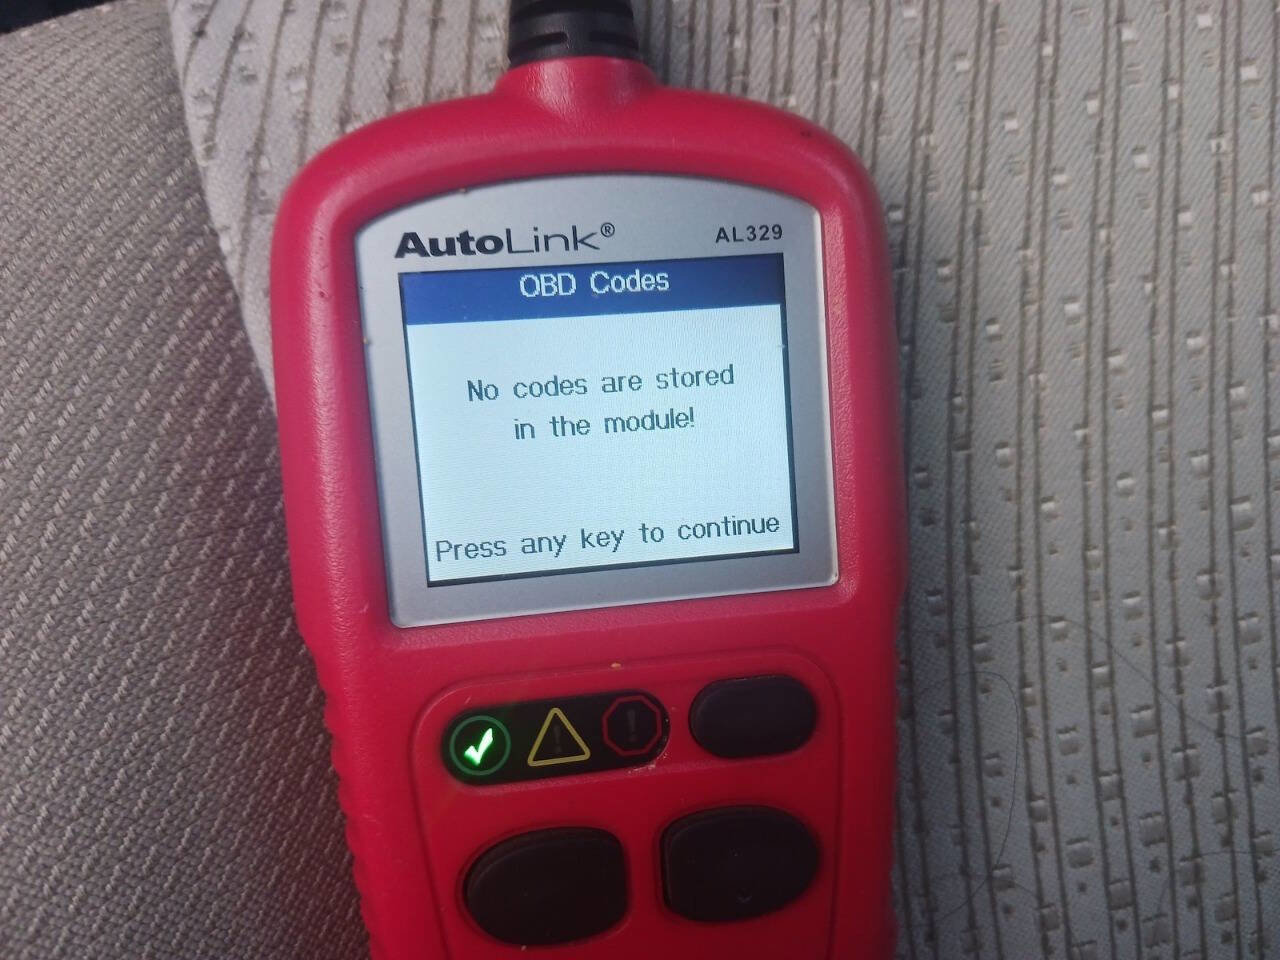 AutoLink® AL329
OBD Codes
No codes are stored
in the module!
Press any key to continue